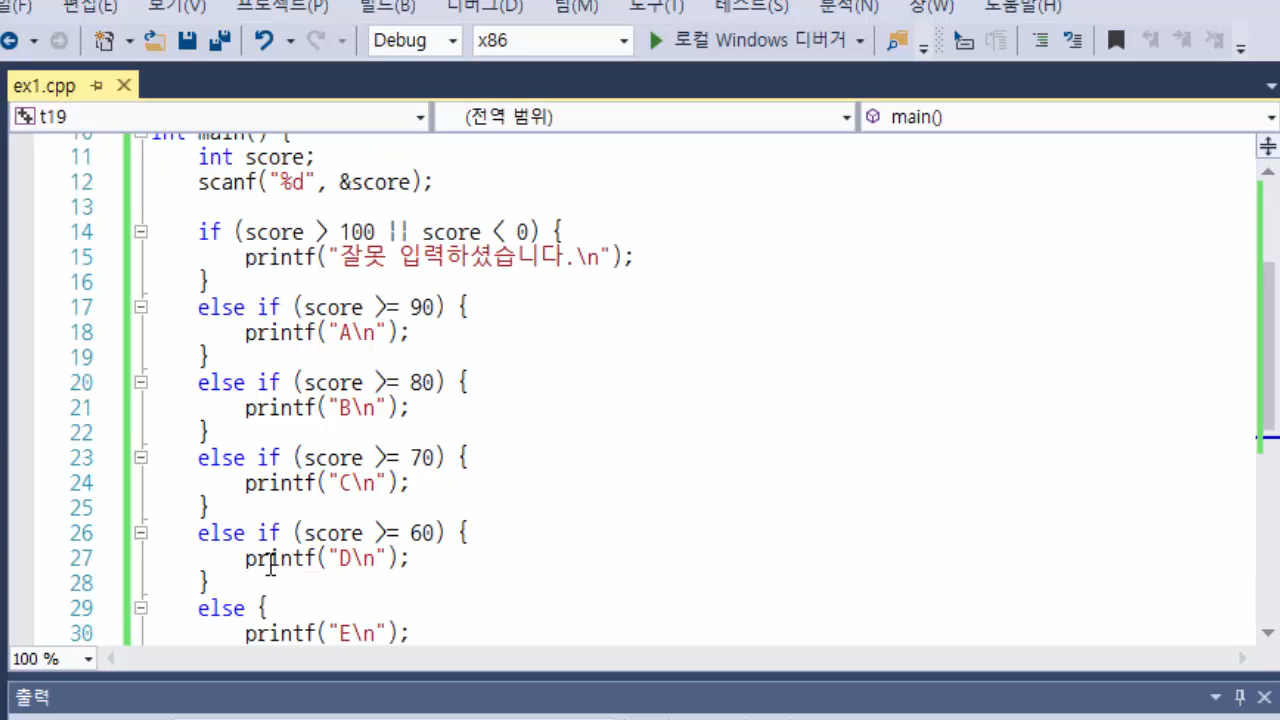 일(F) 편집(E) 보기(V) 프로젝트(P) 빌드(B) 디버그(D) 팀(M) 도구(T) 테스트(S) 분석(N) 창(W) 도움말(H)
Debug x86 로컬 Windows 디버거
ex1.cpp
t19 (전역 범위) main()
10 int main() {
11 int score;
12 scanf("%d", &score);
13
14 if (score > 100 || score < 0) {
15 printf("잘못 입력하셨습니다.\n");
16 }
17 else if (score >= 90) {
18 printf("A\n");
19 }
20 else if (score >= 80) {
21 printf("B\n");
22 }
23 else if (score >= 70) {
24 printf("C\n");
25 }
26 else if (score >= 60) {
27 printf("D\n");
28 }
29 else {
30 printf("E\n");
100 %
출력